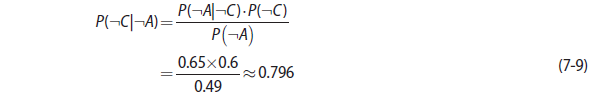 P(¬C|¬A) = P(¬A|¬C)·P(¬C) / P(¬A)
= 0.65×0.6 / 0.49 ≈ 0.796 (7-9)